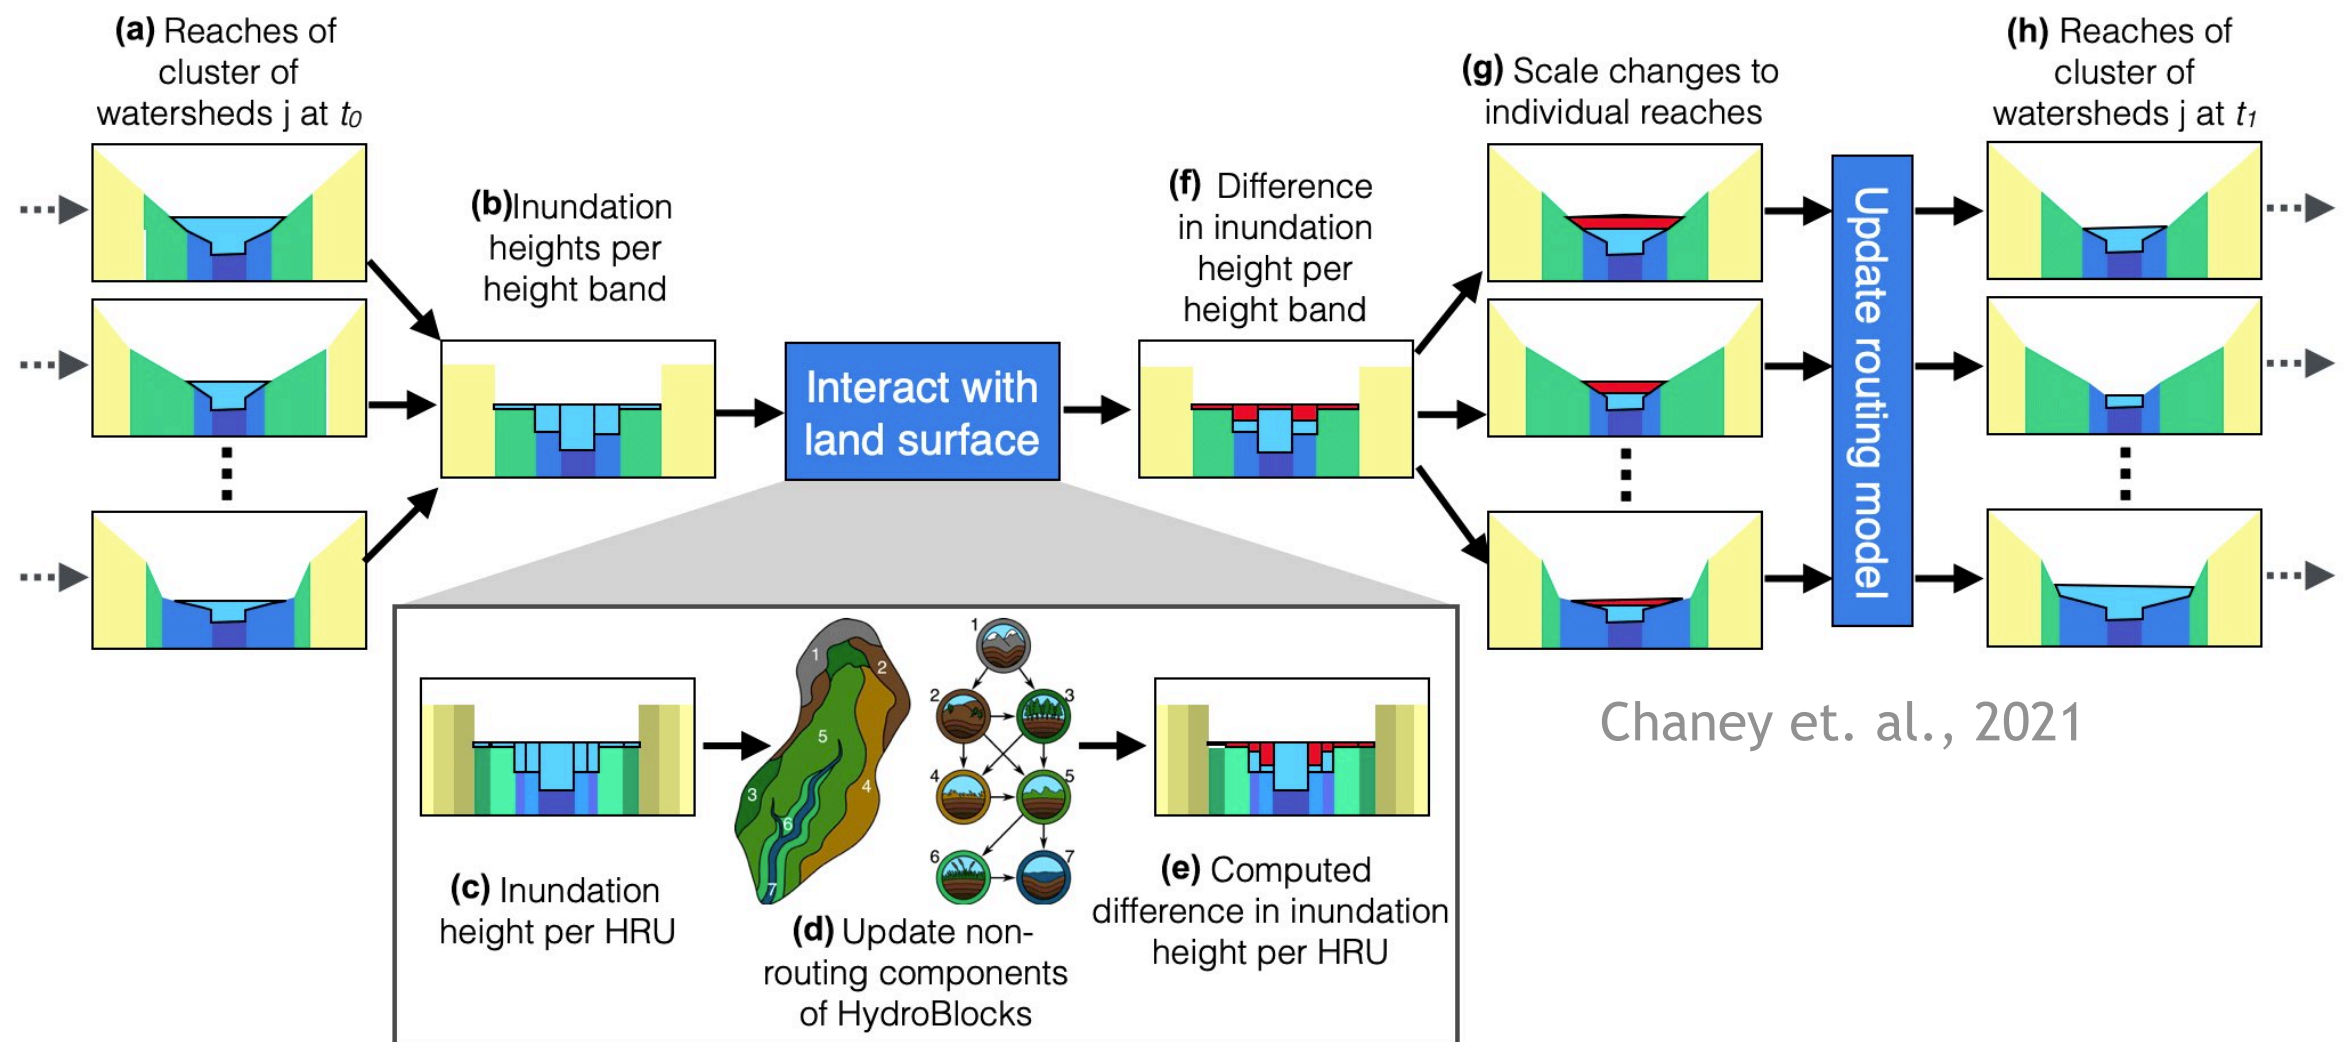 (a) Reaches of
cluster of
watersheds j at t0
(b)Inundation
heights per
height band
Interact with
land surface
(f) Difference
in inundation
height per
height band
(g) Scale changes to
individual reaches
Update routing model
(h) Reaches of
cluster of
watersheds j at t1
1
2
3
4
5
6
7
1
2
3
4
5
6
7
(c) Inundation
height per HRU
(d) Update non-
routing components
of HydroBlocks
(e) Computed
difference in inundation
height per HRU
Chaney et. al., 2021